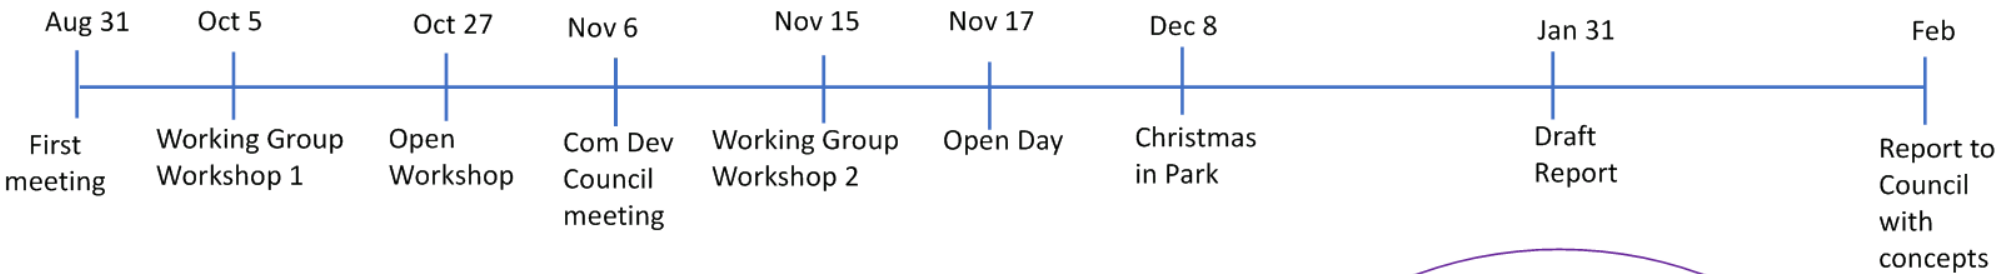 Aug 31
Oct 5
Oct 27
Nov 6
Nov 15
Nov 17
Dec 8
Jan 31
Feb
First
meeting
Working Group
Workshop 1
Open
Workshop
Com Dev
Council
meeting
Working Group
Workshop 2
Open Day
Christmas
in Park
Draft
Report
Report to
Council
with
concepts